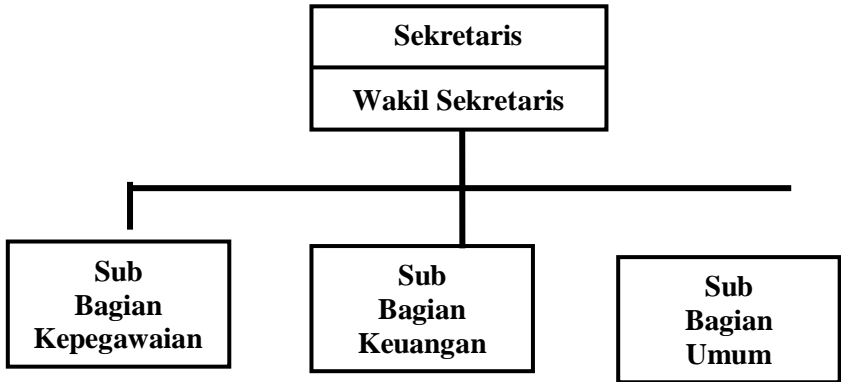 Sekretaris
Wakil Sekretaris
Sub
Bagian
Kepegawaian
Sub
Bagian
Keuangan
Sub
Bagian
Umum